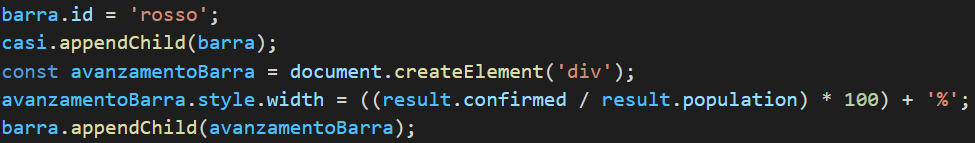 barra.id = 'rosso';
casi.appendChild(barra);
const avanzamentoBarra = document.createElement('div');
avanzamentoBarra.style.width = ((result.confirmed / result.population) * 100) + '%';
barra.appendChild(avanzamentoBarra);